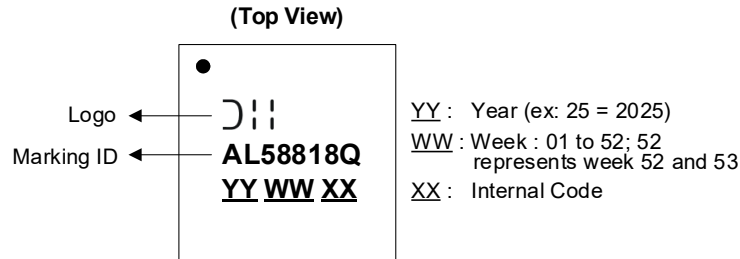 (Top View)
Logo
Marking ID
AL58818Q
YY WW XX
YY : Year (ex: 25 = 2025)
WW : Week : 01 to 52; 52
represents week 52 and 53
XX : Internal Code